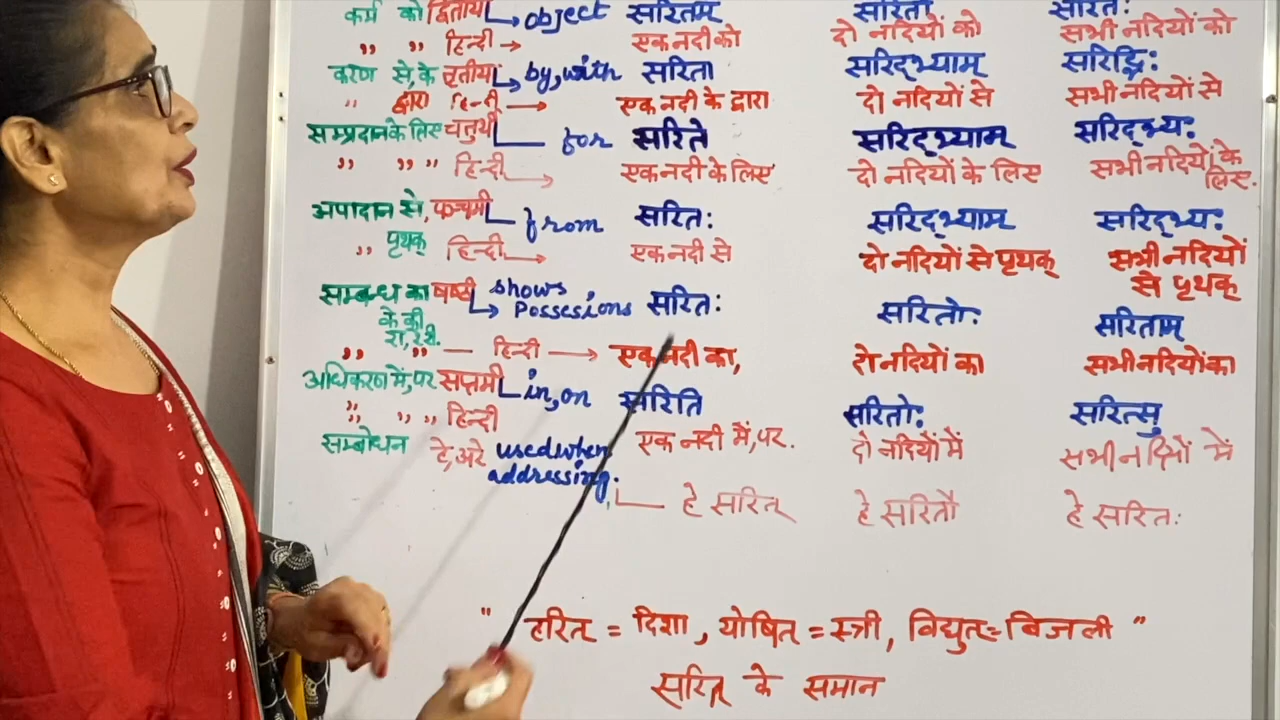 कर्म को द्वितीया object सरितम् सरितौ सरित:
,, ,, हिन्दी → एक नदी को दो नदियों को सभी नदियों को
करण से, के तृतीया by, with सरिता सरिद्भ्याम् सरिद्भि:
,, द्वारा हिन्दी → एक नदी के द्वारा दो नदियों से सभी नदियों से
सम्प्रदान के लिए चतुर्थी for सरिते सरिद्भ्याम् सरिद्भ्य:
,, ,, ,, हिन्दी → एक नदी के लिए दो नदियों के लिए सभी नदियों के लिए.
अपादान से, पञ्चमी from सरित: सरिद्भ्याम् सरिद्भ्य:
,, पृथक् हिन्दी → एक नदी से दो नदियों से पृथक् सभी नदियों से पृथक्
सम्बन्ध का षष्ठी shows Possesions सरित: सरितो: सरिताम्
के की
रा, रे, री.
,, ,, — हिन्दी → एक नदी का, दो नदियों का सभी नदियों का
अधिकरण में, पर सप्तमी in, on सरिति सरितो: सरित्सु
,, ,, ,, हिन्दी एक नदी में, पर. दो नदियों में सभी नदियों में
सम्बोधन हे, अरे used when addressing.
हे सरित् हे सरितौ हे सरित:
" हरित् = दिशा, योषित् = स्त्री, विद्युत् = बिजली "
सरित् के समान